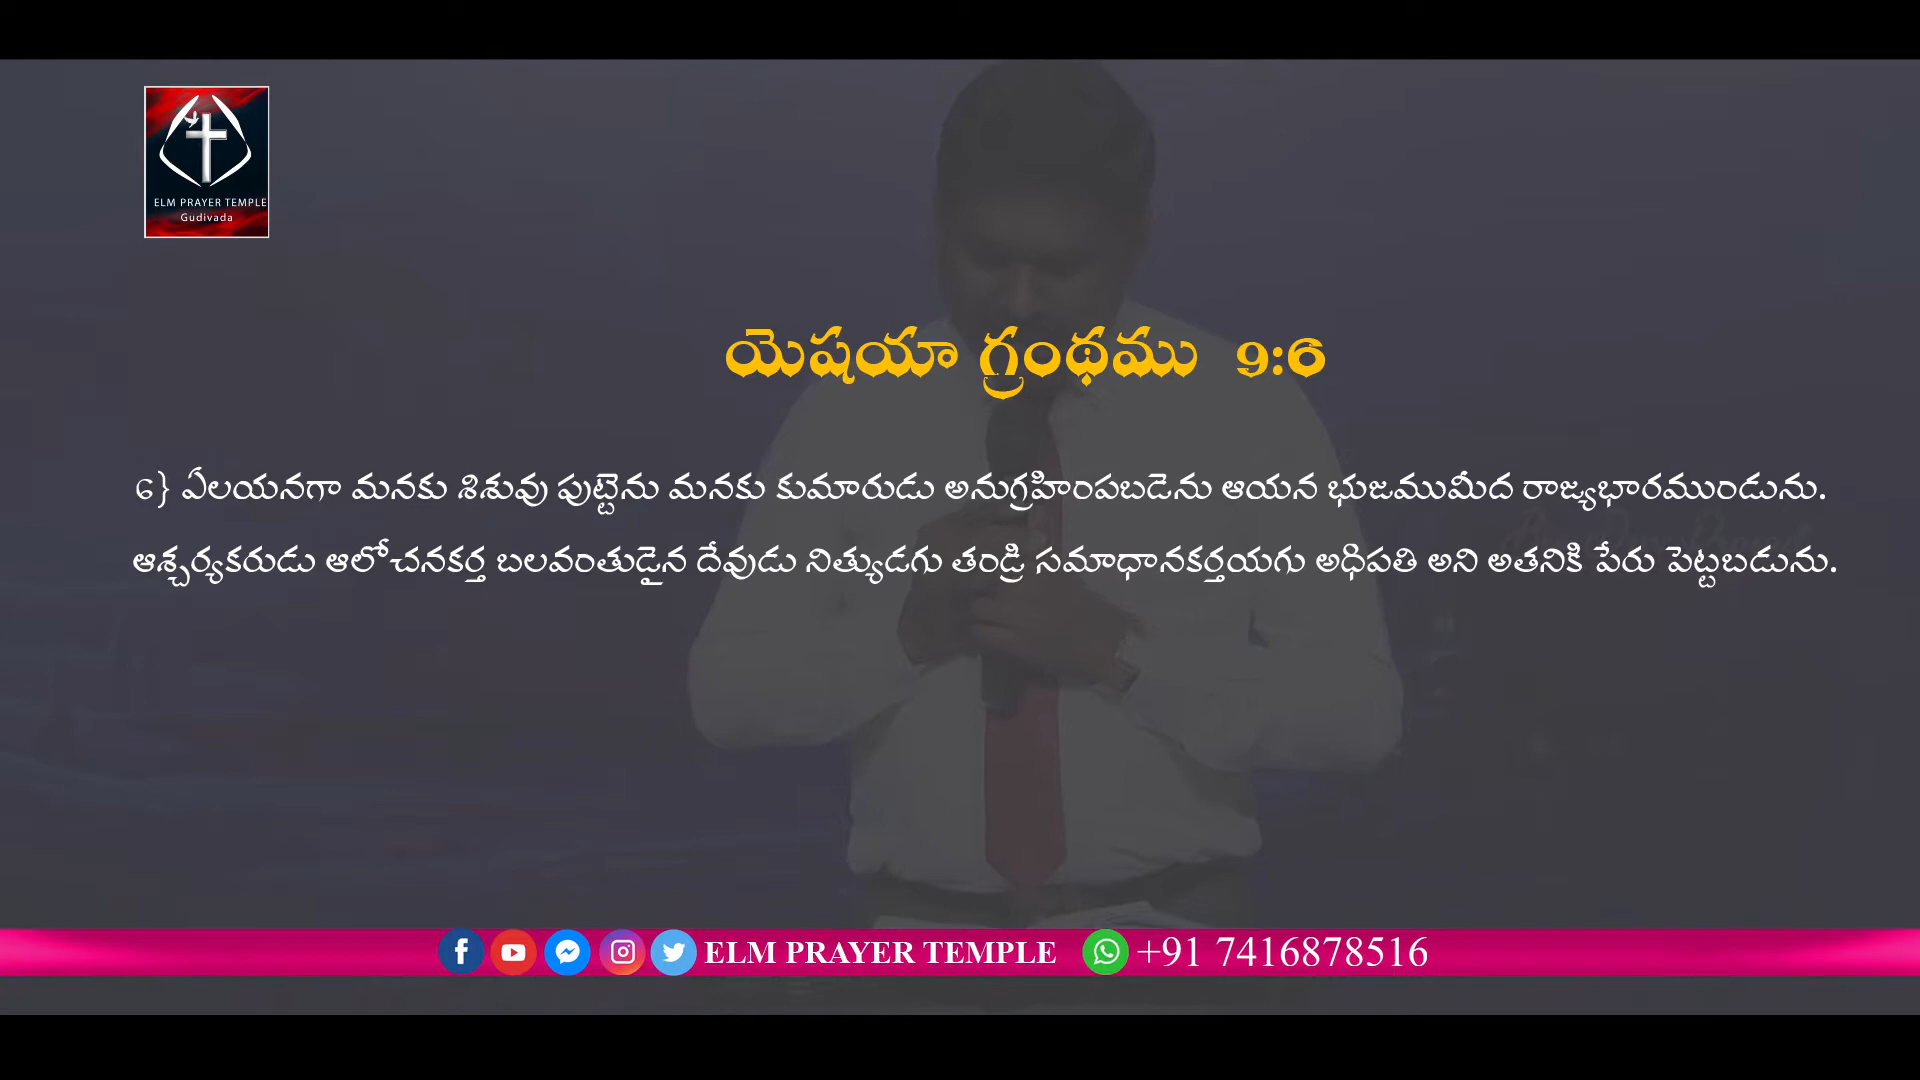 ELM PRAYER TEMPLE
Gudivada
యెషయా గ్రంథము 9:6
6} ఏలయనగా మనకు శిశువు పుట్టెను మనకు కుమారుడు అనుగ్రహింపబడెను ఆయన భుజముమీద రాజ్యభారముండును.
ఆశ్చర్యకరుడు ఆలోచనకర్త బలవంతుడైన దేవుడు నిత్యుడగు తండ్రి సమాధానకర్తయగు అధిపతి అని అతనికి పేరు పెట్టబడును.
ELM PRAYER TEMPLE +91 7416878516